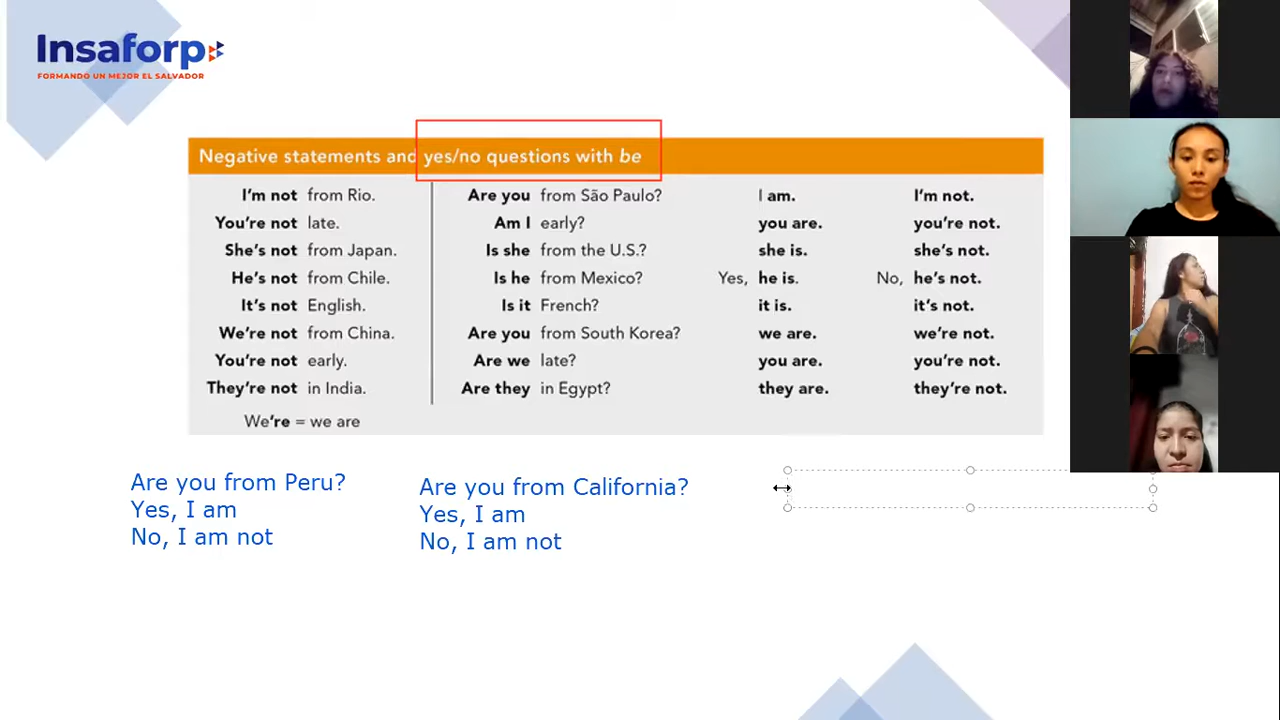 Insaforp
FORMANDO UN MEJOR EL SALVADOR
Negative statements and yes/no questions with be
I'm not from Rio.
You're not late.
She's not from Japan.
He's not from Chile.
It's not English.
We're not from China.
You're not early.
They're not in India.
We're = we are
Are you from São Paulo?
Am I early?
Is she from the U.S.?
Is he from Mexico?
Is it French?
Are you from South Korea?
Are we late?
Are they in Egypt?
I am.
you are.
she is.
Yes, he is.
it is.
we are.
you are.
they are.
I'm not.
you're not.
she's not.
No, he's not.
it's not.
we're not.
you're not.
they're not.
Are you from Peru?
Yes, I am
No, I am not
Are you from California?
Yes, I am
No, I am not